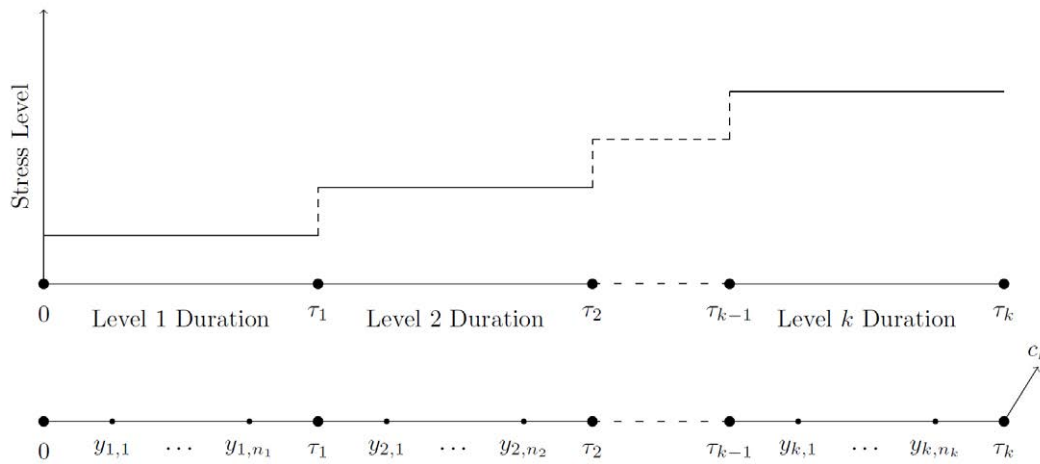 Stress Level
0 Level 1 Duration τ₁ Level 2 Duration τ₂ τₖ₋₁ Level k Duration τₖ
0 y₁,₁ ⋯ y₁,ₙ₁ τ₁ y₂,₁ ⋯ y₂,ₙ₂ τ₂ τₖ₋₁ yₖ,₁ ⋯ yₖ,ₙₖ τₖ